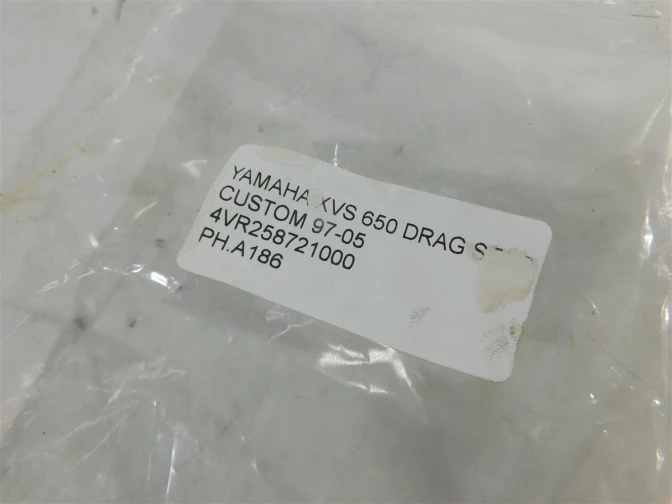 YAMAHA XVS 650 DRAG
CUSTOM 97-05
4VR258721000
PH.A186